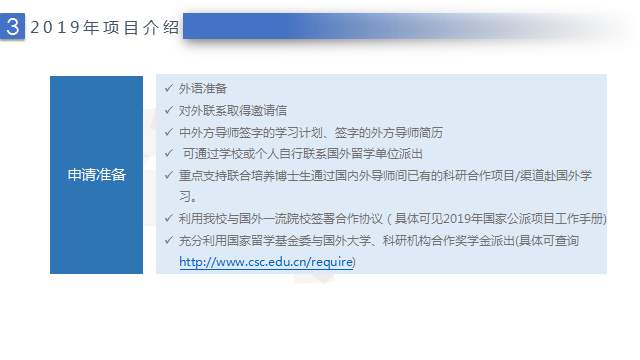 3 2019年项目介绍
申请准备
✓ 外语准备
✓ 对外联系取得邀请信
✓ 中外方导师签字的学习计划、签字的外方导师简历
✓ 可通过学校或个人自行联系国外留学单位派出
✓ 重点支持联合培养博士生通过国内外导师间已有的科研合作项目/渠道赴国外学
习。
✓ 利用我校与国外一流院校签署合作协议（具体可见2019年国家公派项目工作手册)
✓ 充分利用国家留学基金委与国外大学、科研机构合作奖学金派出(具体可查询
http://www.csc.edu.cn/require)